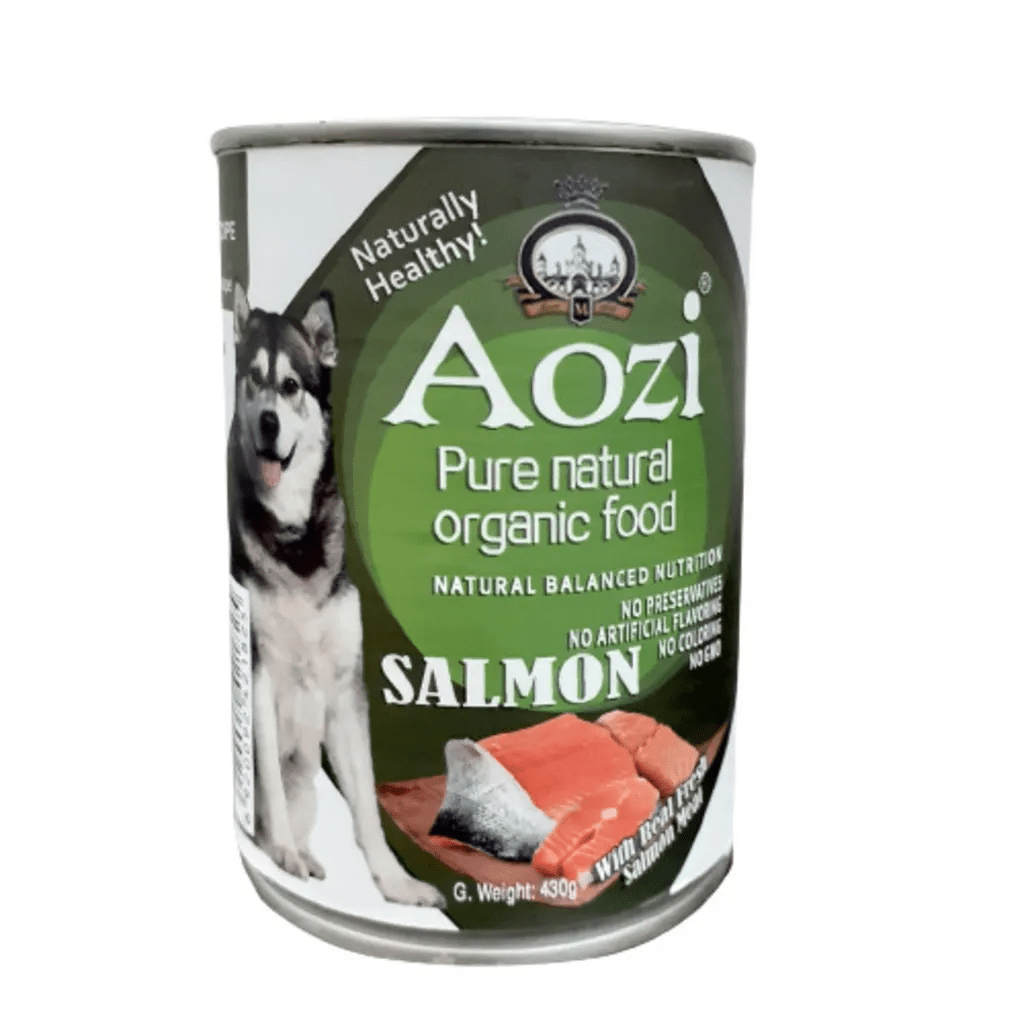 Naturally
Healthy!
M
Aozi®
Pure natural
organic food
NATURAL BALANCED NUTRITION
NO PRESERVATIVES
NO ARTIFICIAL FLAVORING
NO COLORING
NO GMO
SALMON
With Real Fresh
Salmon Meat
G. Weight: 430g